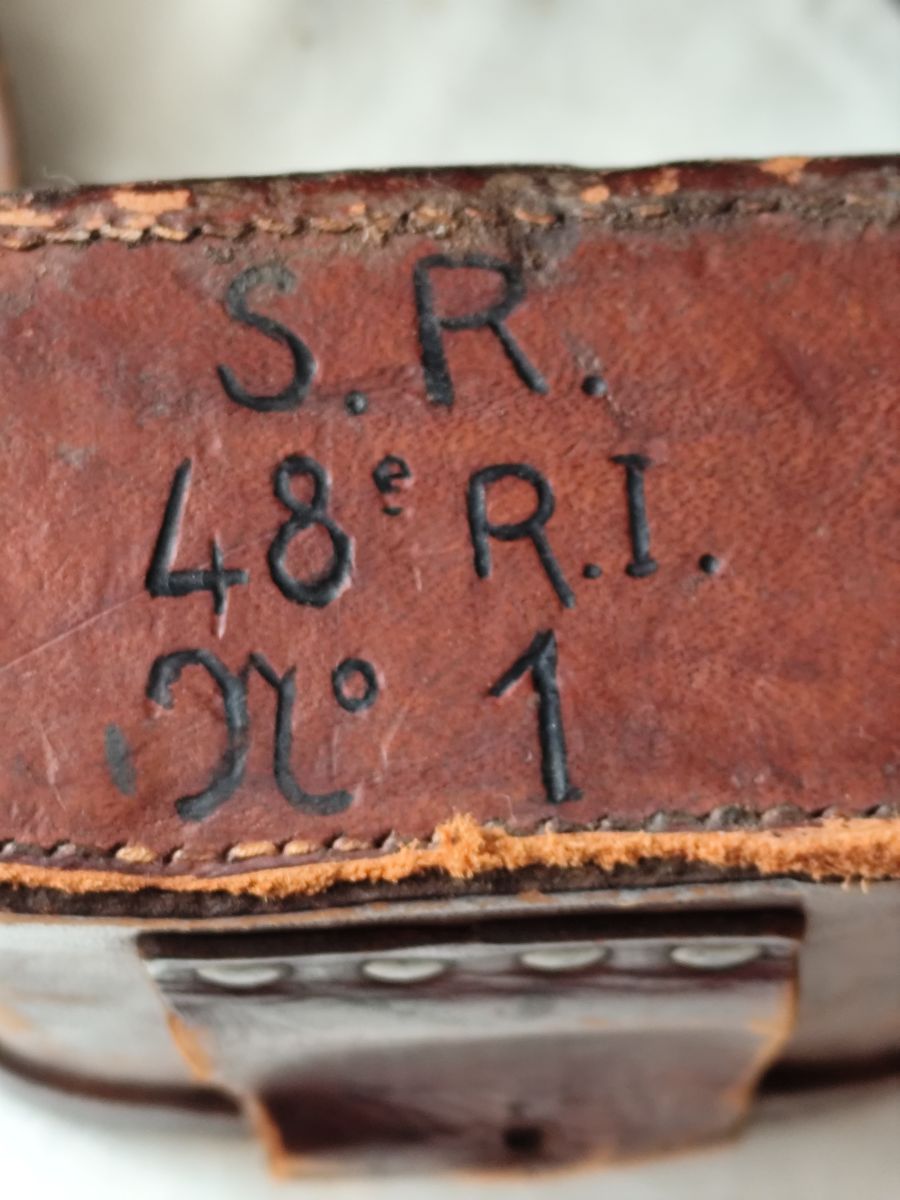 S.R.
48e R.I.
No 1